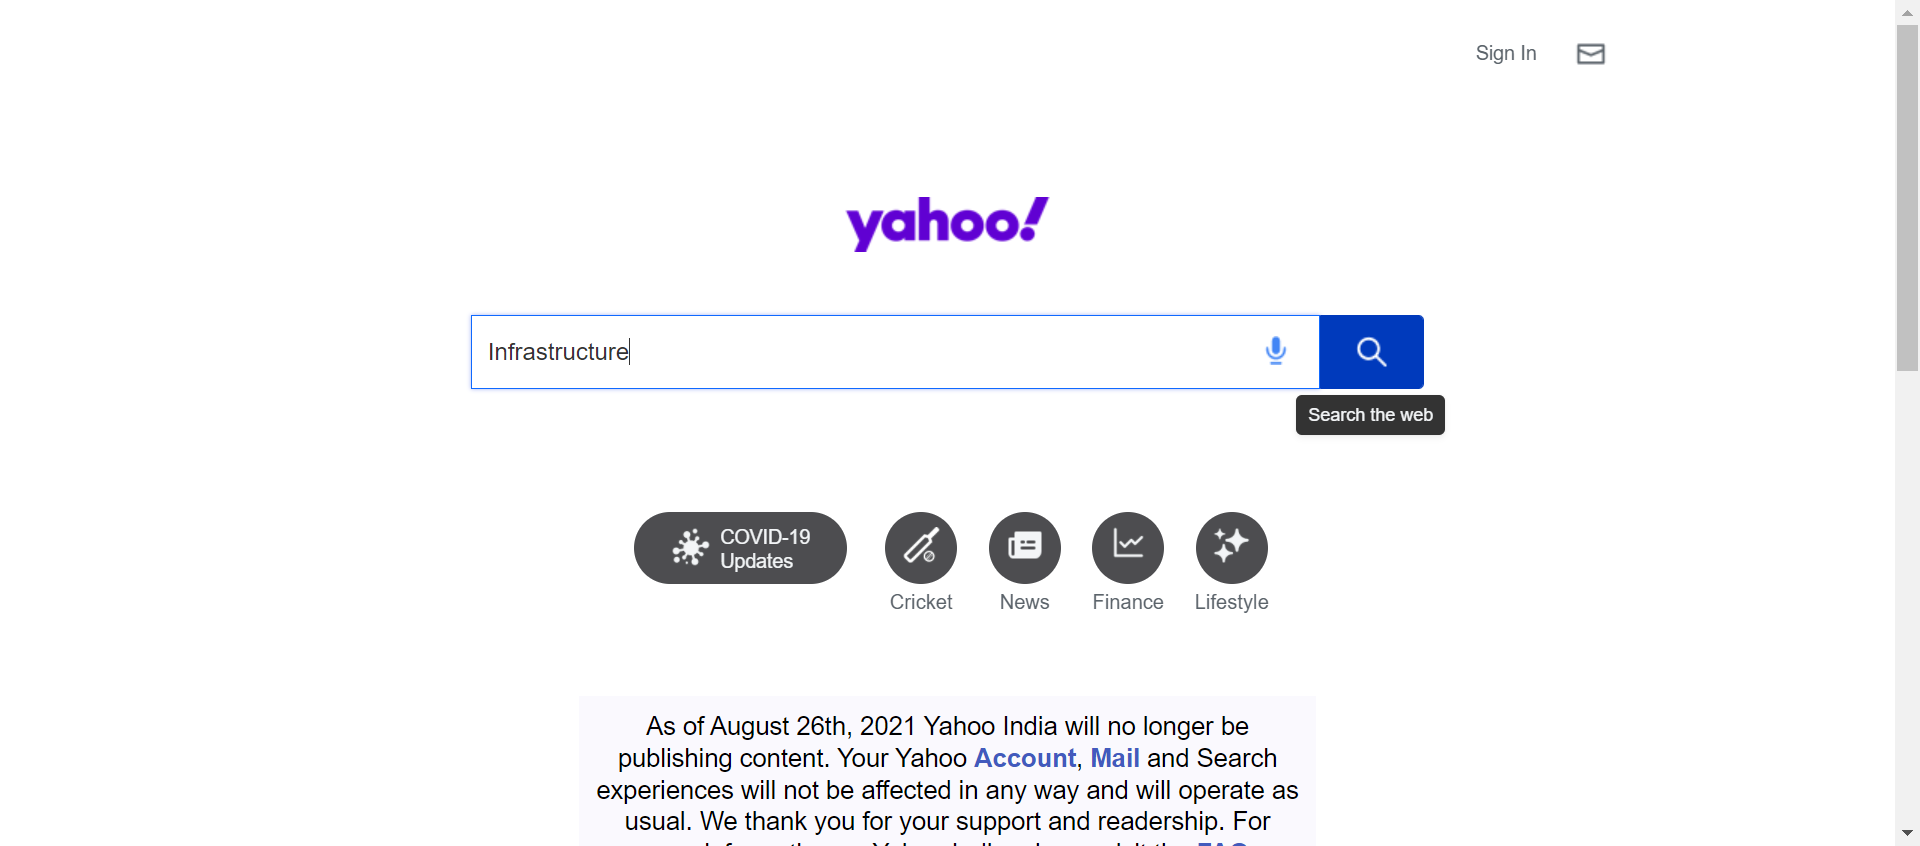 Sign In
yahoo!
Infrastructure
Search the web
COVID-19
Updates
Cricket
News
Finance
Lifestyle
As of August 26th, 2021 Yahoo India will no longer be
publishing content. Your Yahoo Account, Mail and Search
experiences will not be affected in any way and will operate as
usual. We thank you for your support and readership. For